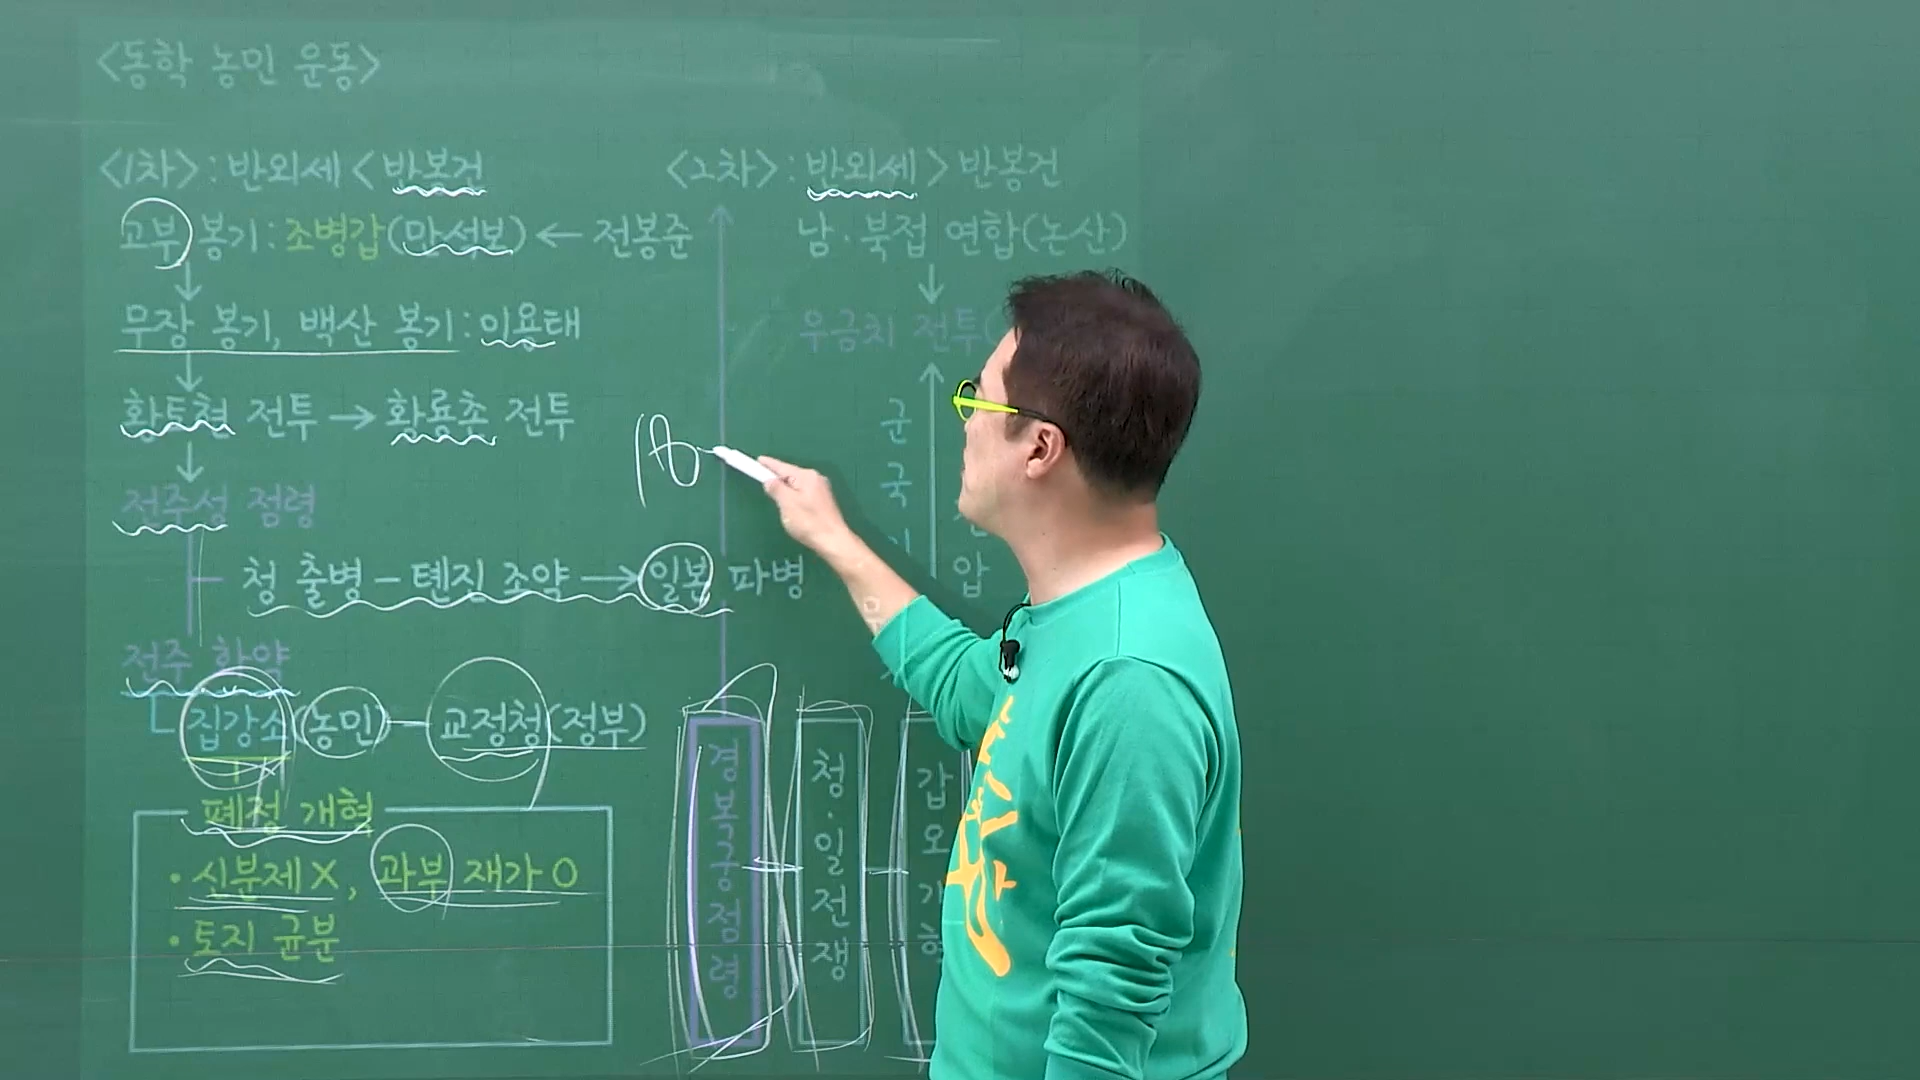 <동학 농민 운동>
<1차> : 반외세 < 반봉건
고부 봉기 : 조병갑(만석보) ← 전봉준
↓
무장 봉기, 백산 봉기 : 이용태
↓
황토현 전투 → 황룡촌 전투
↓
전주성 점령
청 출병 - 톈진 조약 → 일본 파병
전주 화약
집강소(농민) - 교정청(정부)
폐정 개혁
• 신분제 X, 과부 재가 O
• 토지 균분
<2차> : 반외세 > 반봉건
남·북접 연합(논산)
↓
우금치 전투(
군국
압
18
경복궁 점령
청·일 전쟁
갑오